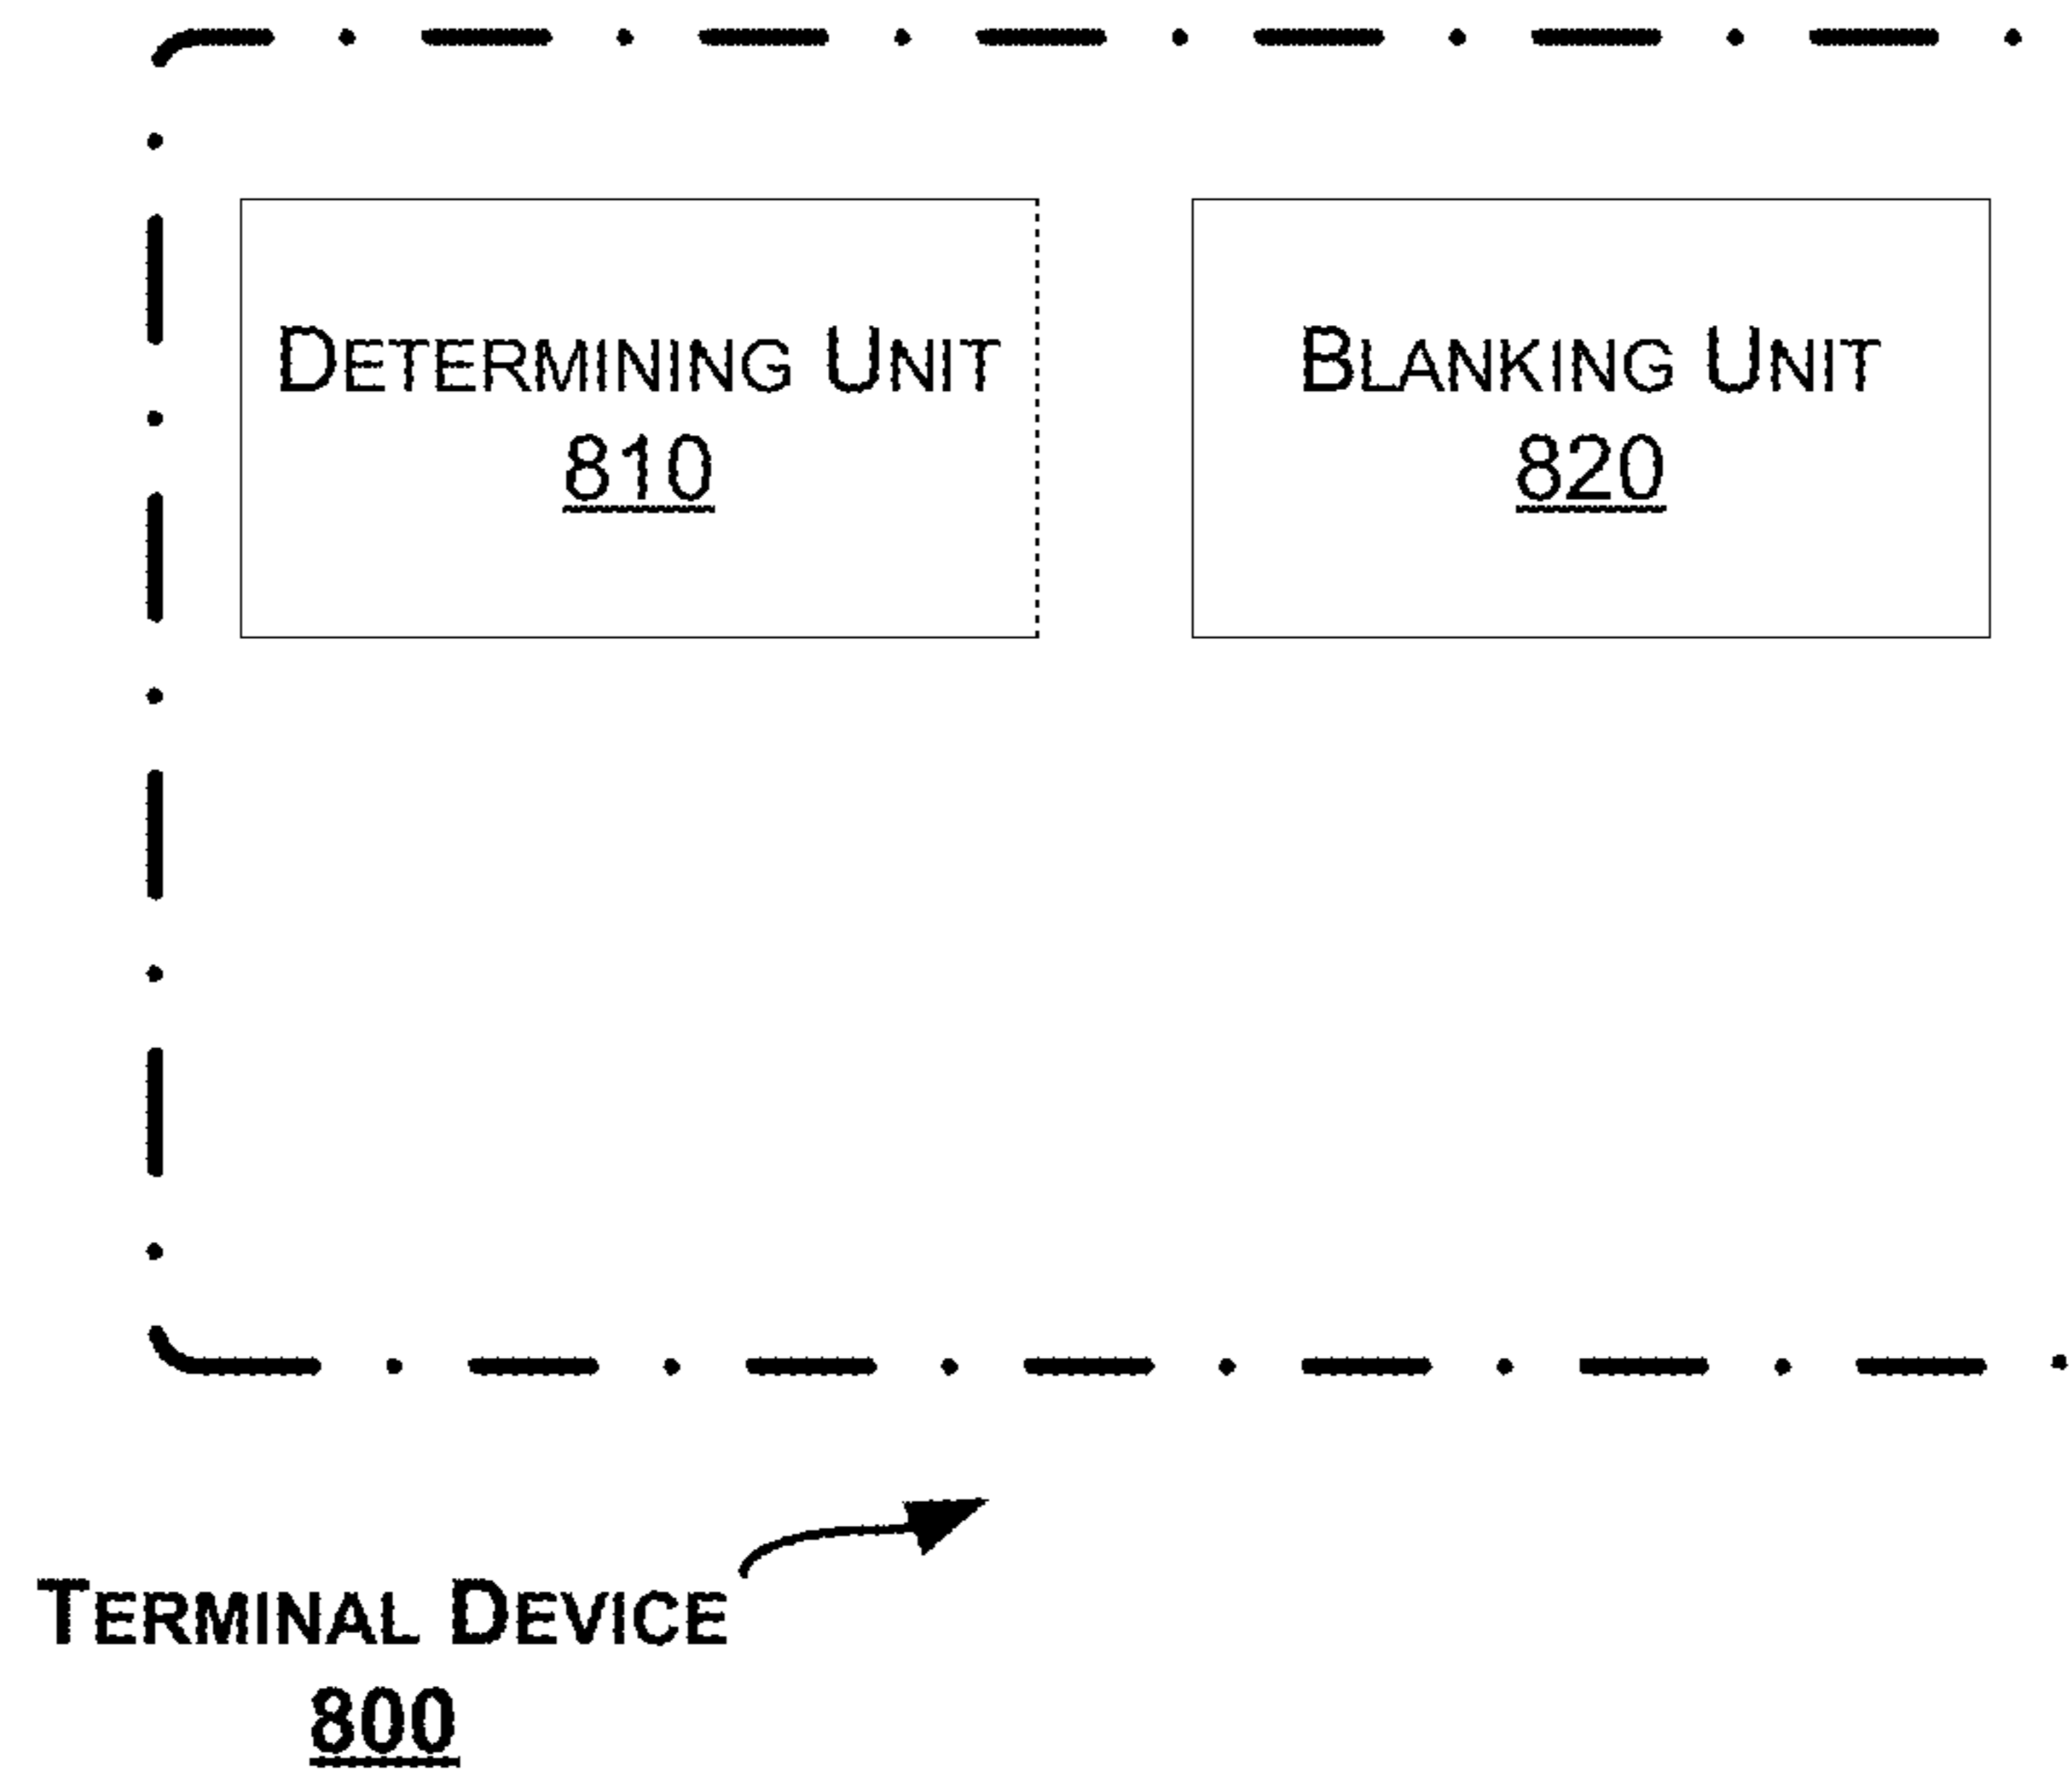 DETERMINING UNIT
810
BLANKING UNIT
820
TERMINAL DEVICE
800